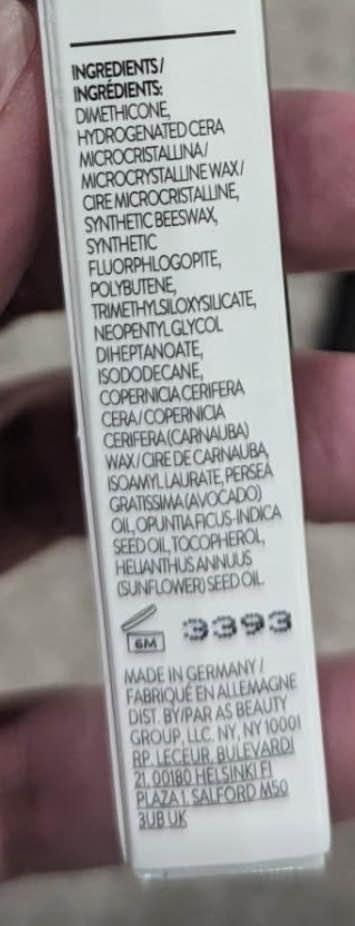 INGREDIENTS/
INGRÉDIENTS:
DIMETHICONE,
HYDROGENATED CERA
MICROCRISTALLINA/
MICROCRYSTALLINE WAX/
CIRE MICROCRISTALLINE,
SYNTHETIC BEESWAX,
SYNTHETIC
FLUORPHLOGOPITE,
POLYBUTENE,
TRIMETHYLSILOXYSILICATE,
NEOPENTYL GLYCOL
DIHEPTANOATE,
ISODODECANE,
COPERNICIA CERIFERA
CERA/COPERNICIA
CERIFERA (CARNAUBA)
WAX/CIRE DE CARNAUBA,
ISOAMYL LAURATE, PERSEA
GRATISSIMA (AVOCADO)
OIL, OPUNTIA FICUS-INDICA
SEED OIL, TOCOPHEROL,
HELIANTHUS ANNUUS
(SUNFLOWER) SEED OIL.
6M 3393
MADE IN GERMANY/
FABRIQUÉ EN ALLEMAGNE
DIST. BY/PAR AS BEAUTY
GROUP, LLC. NY, NY 10001
RP. LECEUR, BULEVARDI
21, 00180 HELSINKI FI
PLAZA 1, SALFORD M50
3UB UK